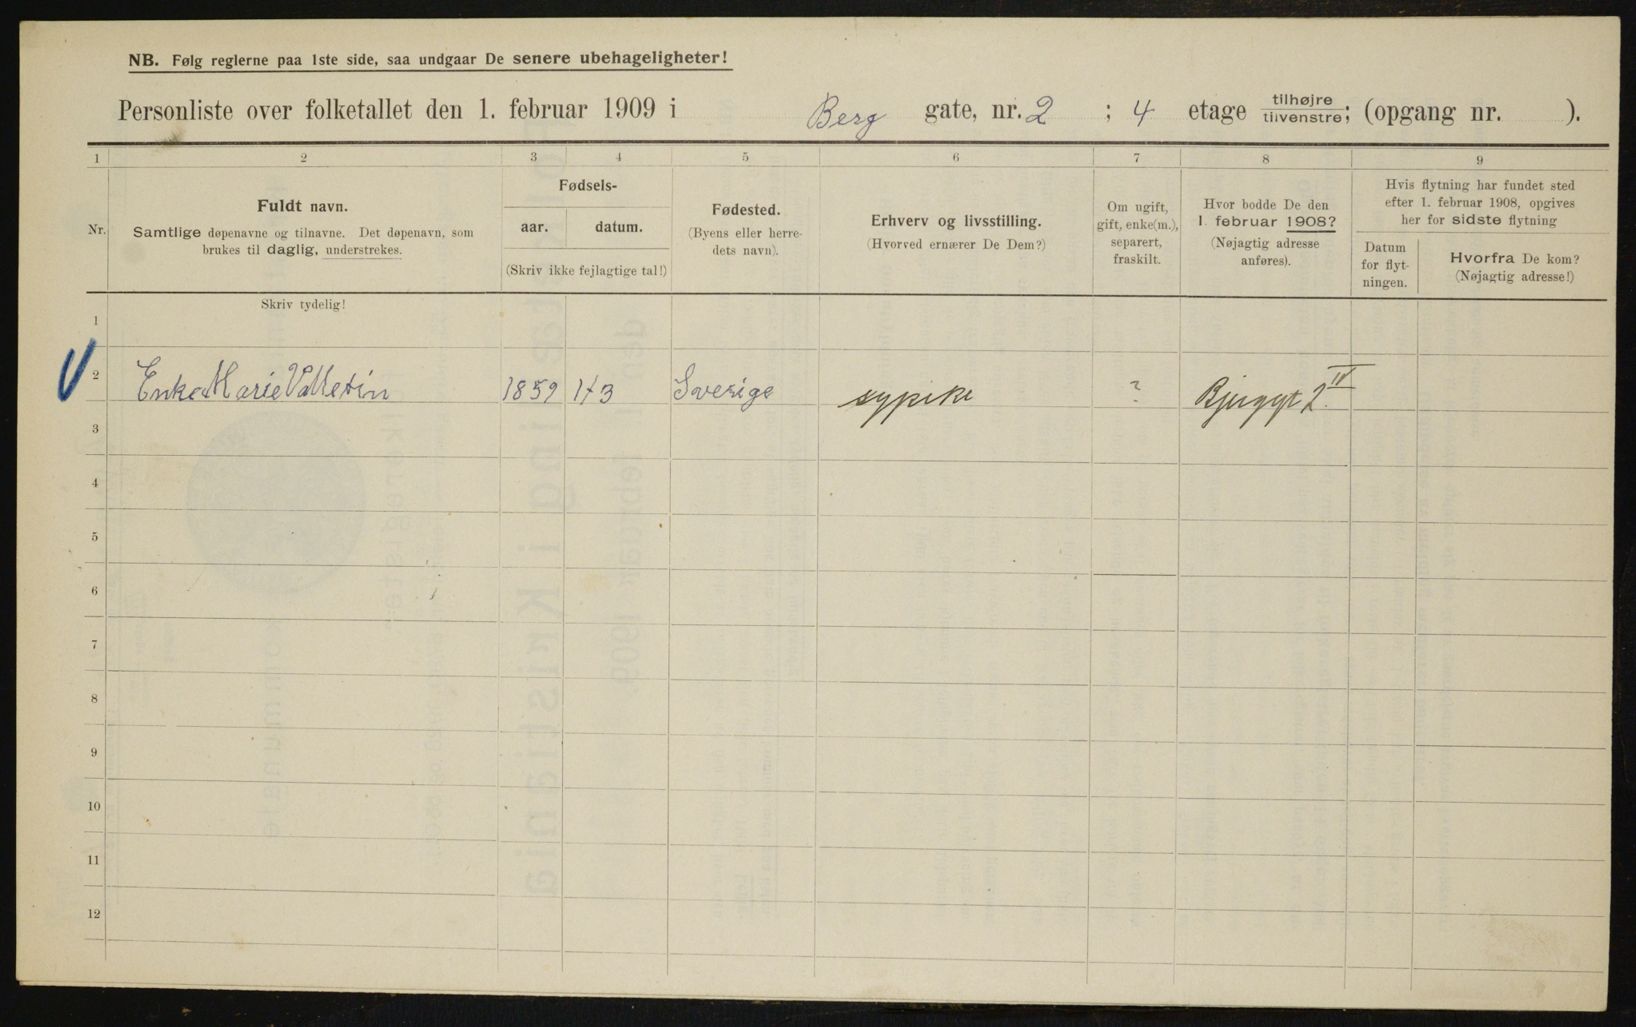 NB. Følg reglerne paa 1ste side, saa undgaar De senere ubehageligheter!
Personliste over folketallet den 1. februar 1909 i Berg gate, nr. 2 ; 4 etage tilhøjre tilvenstre; (opgang nr. ).
1 2 3 4 5 6 7 8 9
Nr.
Fuldt navn.
Samtlige døpenavne og tilnavne. Det døpenavn, som
brukes til daglig, understrekes.
Fødsels-
aar. datum.
(Skriv ikke fejlagtige tal!)
Fødested.
(Byens eller herre-
dets navn).
Erhverv og livsstilling.
(Hvorved ernærer De Dem?)
Om ugift,
gift, enke(m.),
separert,
fraskilt.
Hvor bodde De den
1. februar 1908?
(Nøjagtig adresse
anføres).
Hvis flytning har fundet sted
efter 1. februar 1908, opgives
her for sidste flytning
Datum
for flyt-
ningen.
Hvorfra De kom?
(Nøjagtig adresse!)
Skriv tydelig!
1
2 Marie 1859 Sverige sypike ? 2 IV
3
4
5
6
7
8
9
10
11
12